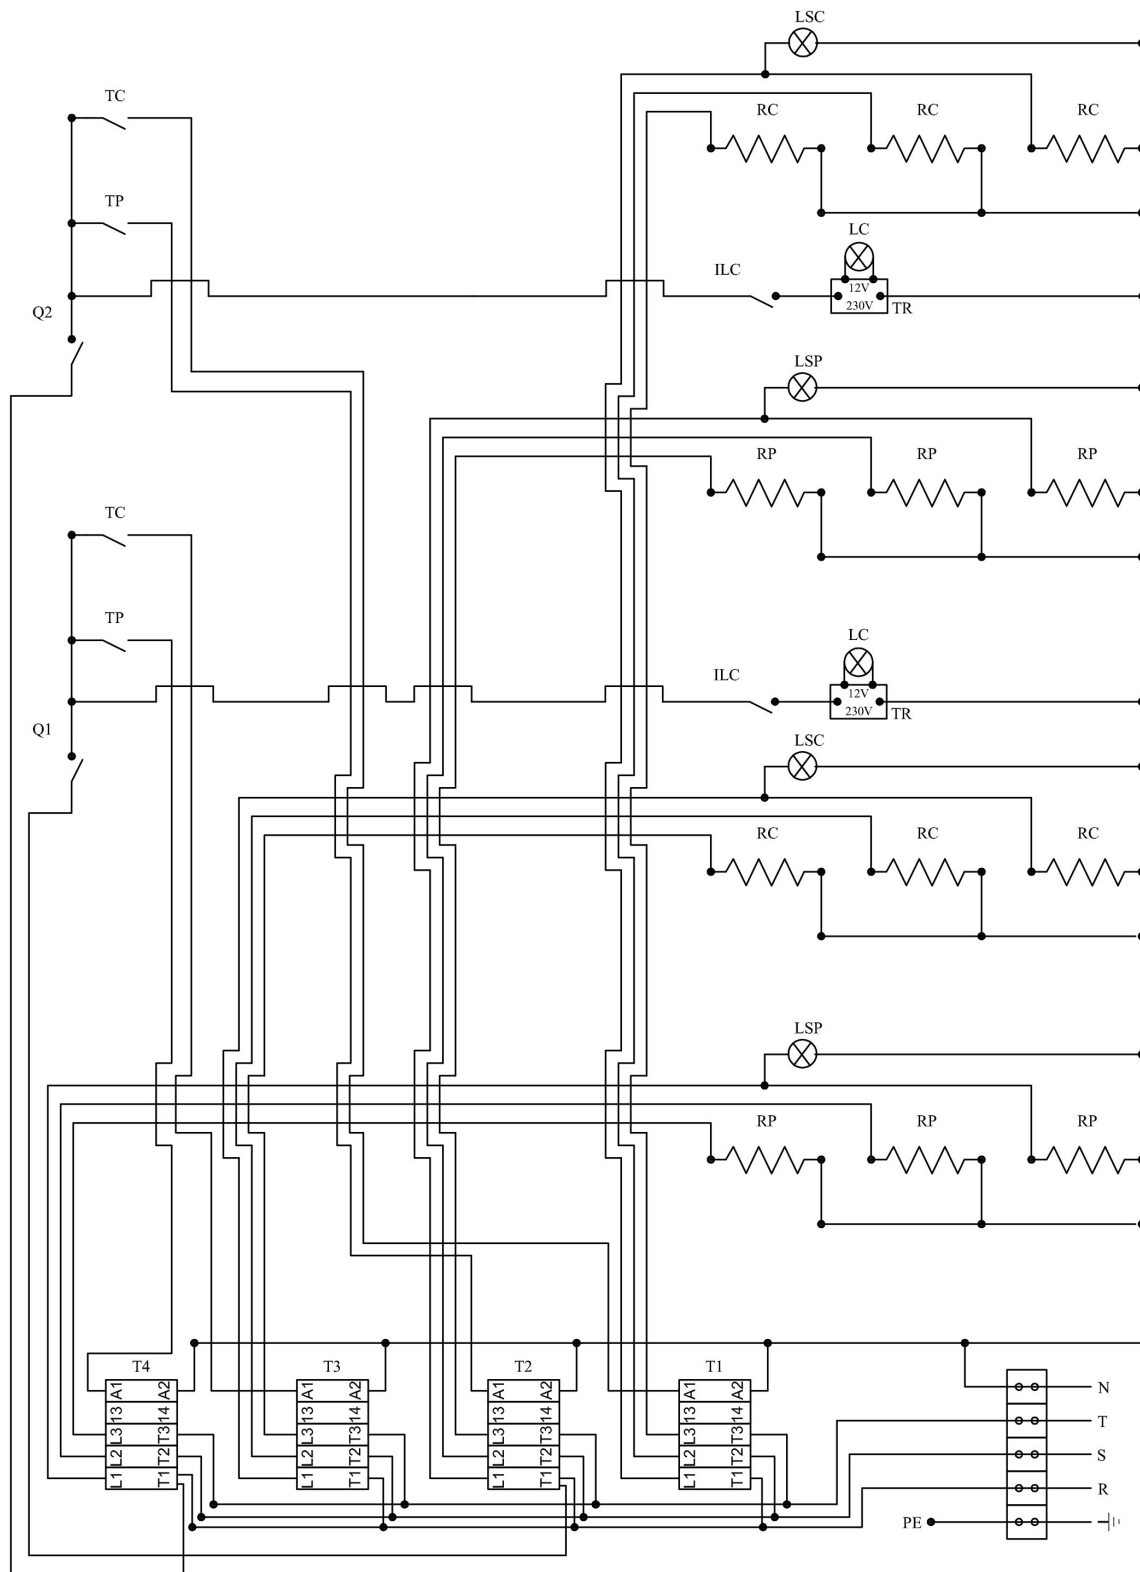 LSC
TC
RC RC RC
TP
LC
ILC
12V
230V
TR
Q2
LSP
RP RP RP
TC
TP
LC
ILC
12V
230V
TR
Q1
LSC
RC RC RC
LSP
RP RP RP
T4 T3 T2 T1
A1 A2 A1 A2 A1 A2 A1 A2
13 14 13 14 13 14 13 14
L3 T3 L3 T3 L3 T3 L3 T3
L2 T2 L2 T2 L2 T2 L2 T2
L1 T1 L1 T1 L1 T1 L1 T1
N
T
S
R
PE